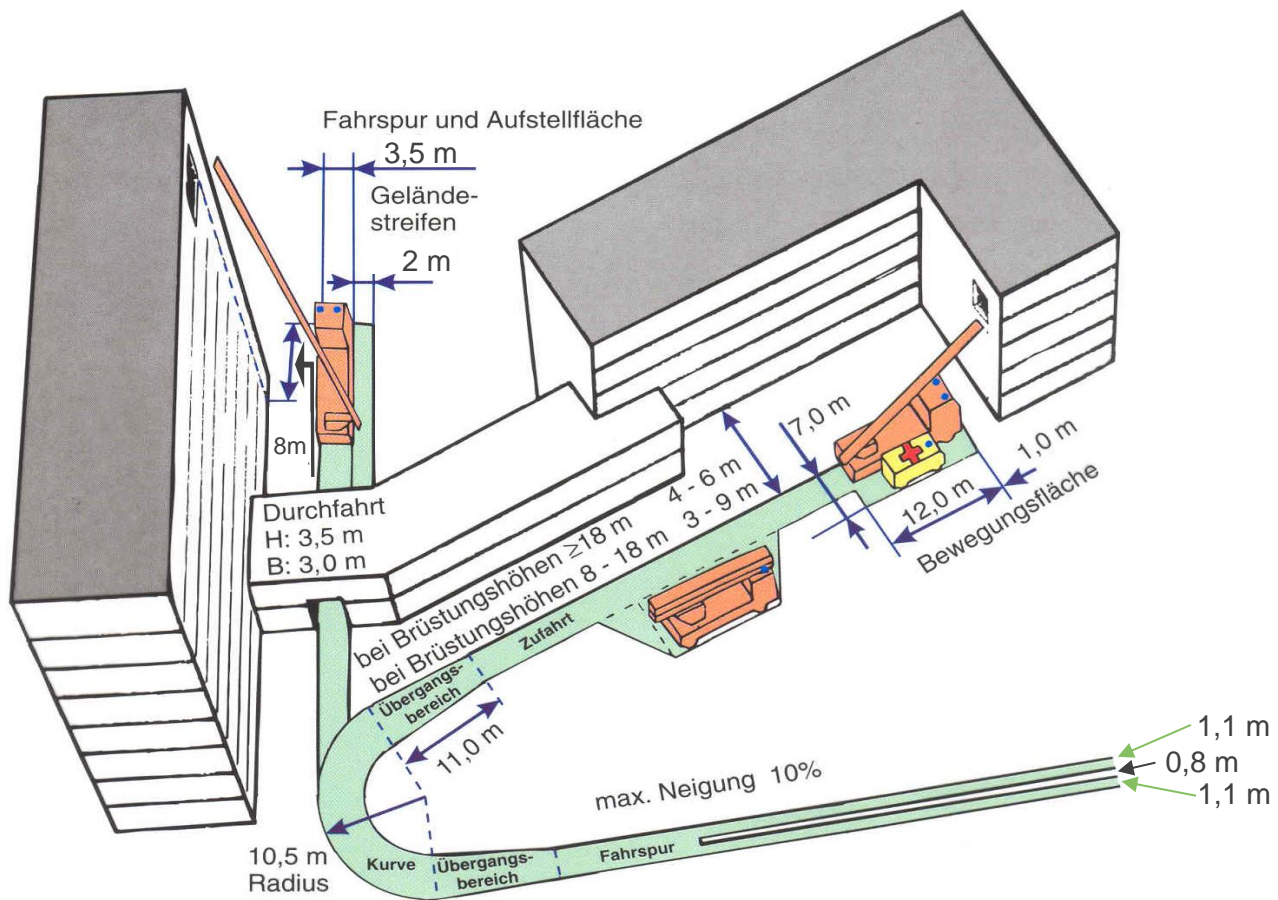 Fahrspur und Aufstellfläche
3,5 m
Gelände-
streifen
2 m
8m
Durchfahrt
H: 3,5 m
B: 3,0 m
bei Brüstungshöhen ≥18 m 4 - 6 m
bei Brüstungshöhen 8 - 18 m 3 - 9 m
7,0 m
1,0 m
12,0 m
Bewegungsfläche
Zufahrt
Übergangs-
bereich
11,0 m
max. Neigung 10%
1,1 m
0,8 m
1,1 m
10,5 m
Radius
Kurve
Übergangs-
bereich
Fahrspur